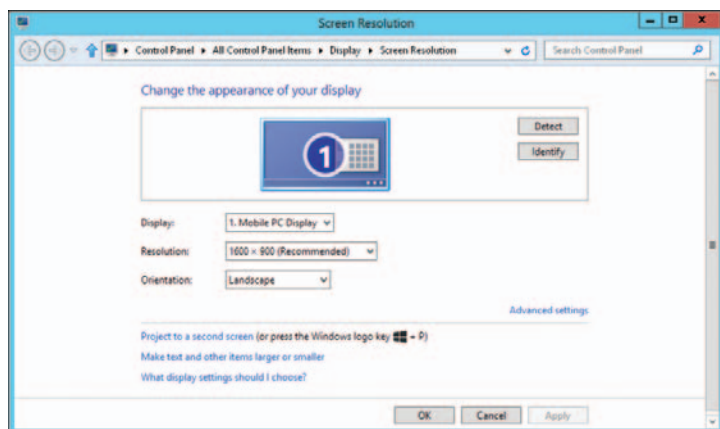 Screen Resolution
Control Panel ▸ All Control Panel Items ▸ Display ▸ Screen Resolution
Search Control Panel
Change the appearance of your display
1
Detect
Identify
Display: 1. Mobile PC Display
Resolution: 1600 × 900 (Recommended)
Orientation: Landscape
Advanced settings
Project to a second screen (or press the Windows logo key + P)
Make text and other items larger or smaller
What display settings should I choose?
OK Cancel Apply